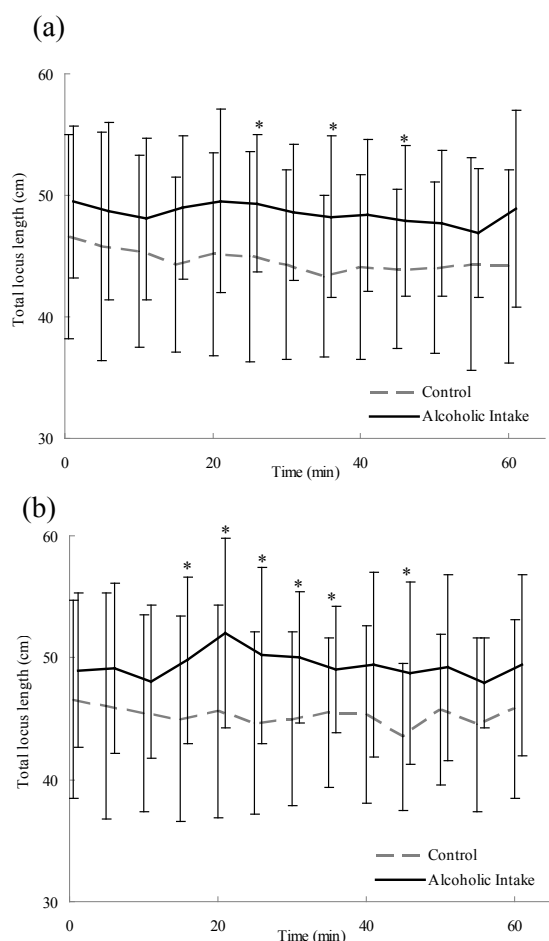 (a)
60
* * *
50
Total locus length (cm)
40
Control
Alcoholic Intake
30
0 20 40 60
Time (min)
(b)
60
* * * * * *
50
Total locus length (cm)
40
Control
Alcoholic Intake
30
0 20 40 60
Time (min)